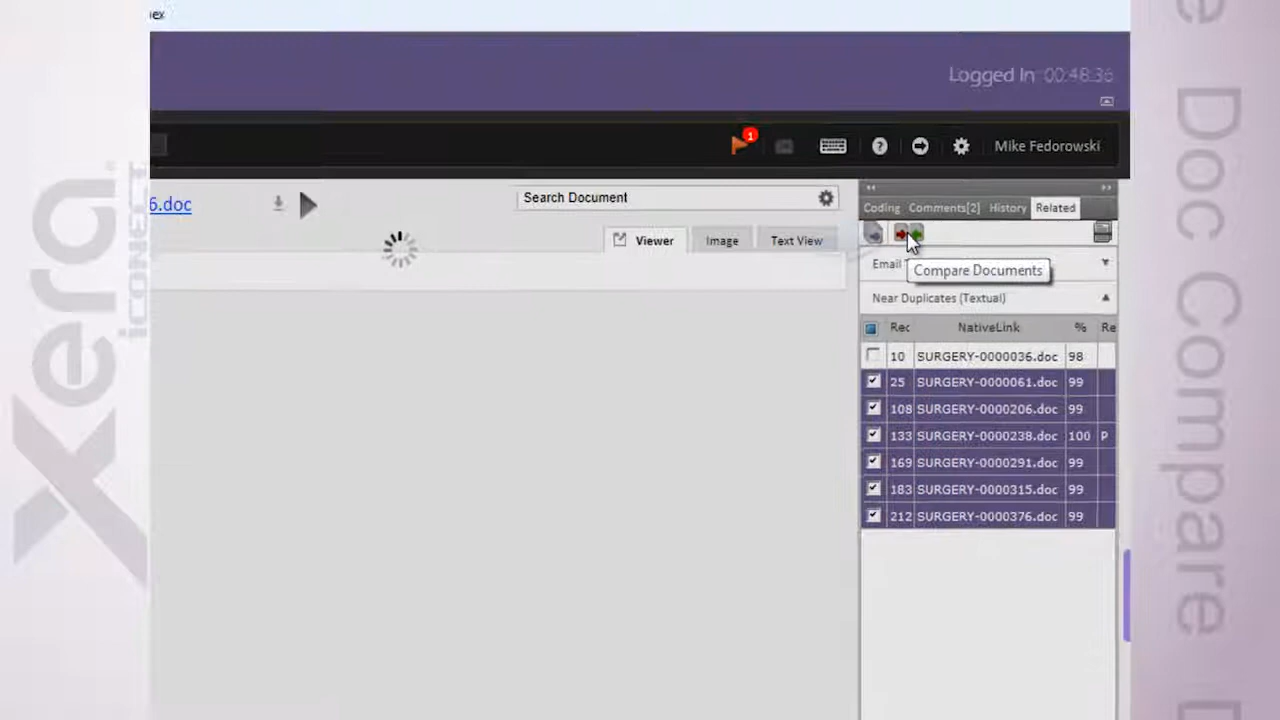 ex
Logged In 00:48:36
1
Mike Fedorowski
6.doc
Search Document
Viewer
Image
Text View
Coding
Comments[2]
History
Related
Email
Compare Documents
Near Duplicates (Textual)
Rec NativeLink % Re
10 SURGERY-0000036.doc 98
25 SURGERY-0000061.doc 99
108 SURGERY-0000206.doc 99
133 SURGERY-0000238.doc 100 P
169 SURGERY-0000291.doc 99
183 SURGERY-0000315.doc 99
212 SURGERY-0000376.doc 99
Xera®
iCONECT
e Doc Compare D